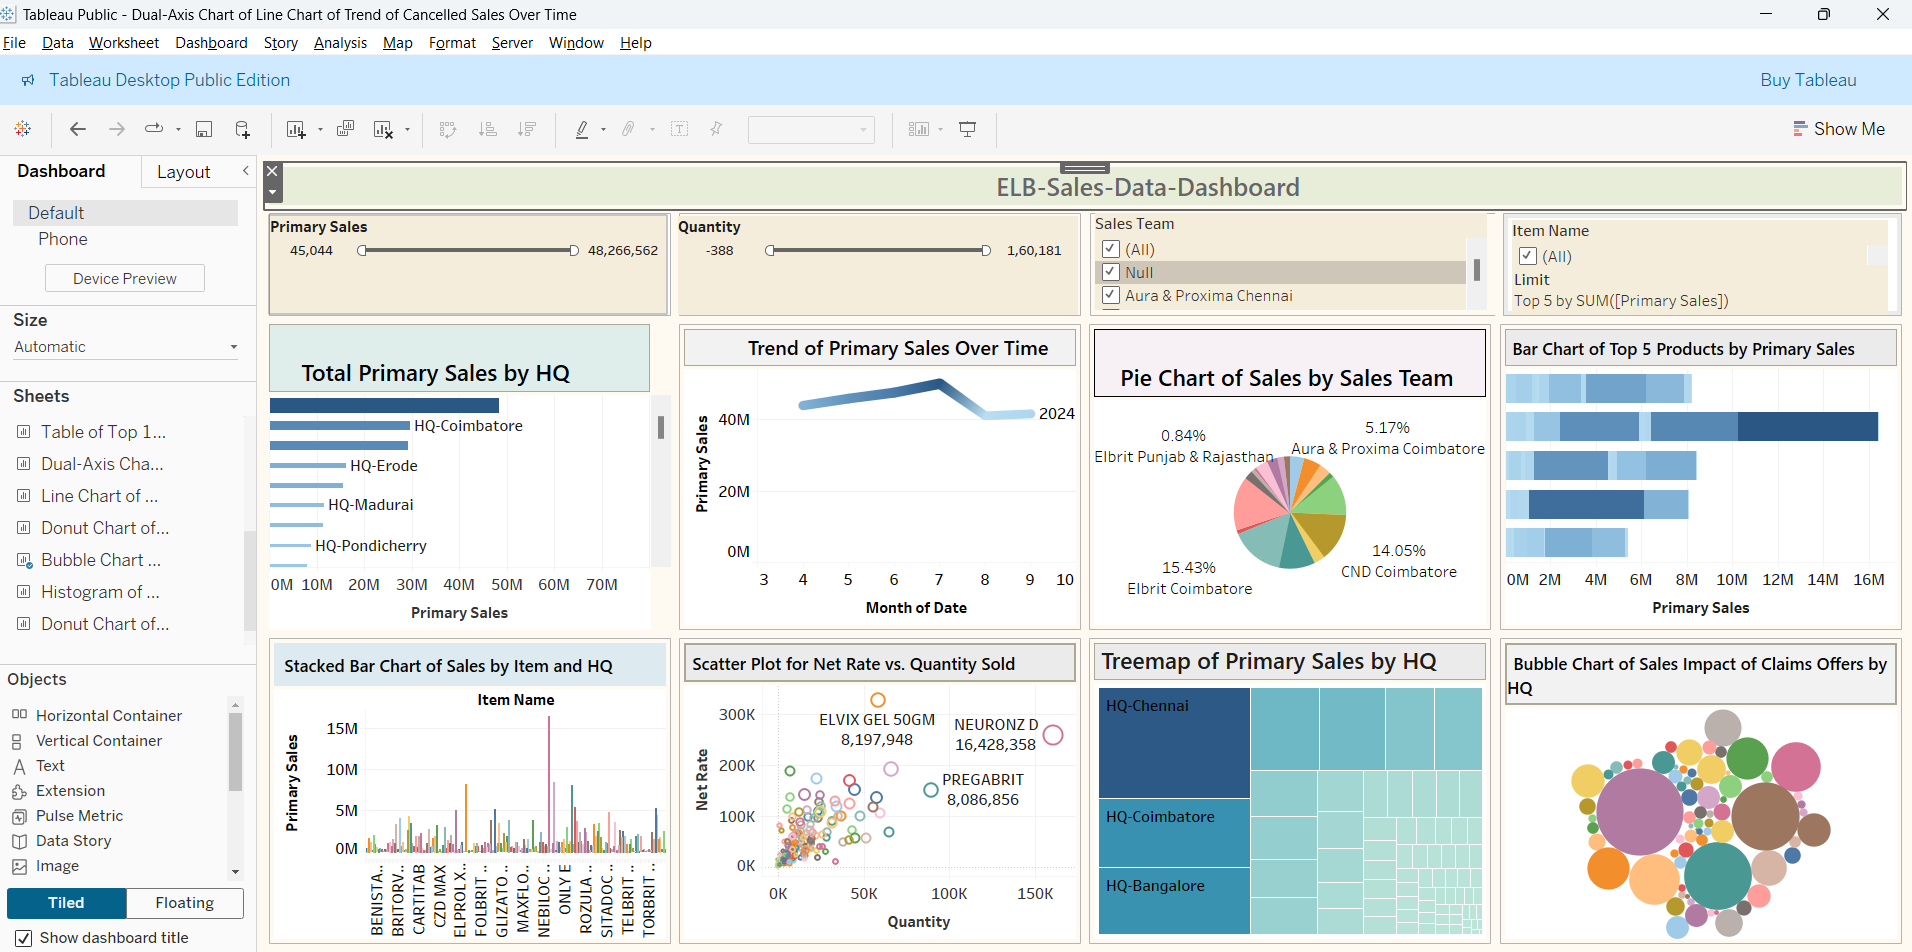 Tableau Public - Dual-Axis Chart of Line Chart of Trend of Cancelled Sales Over Time
File Data Worksheet Dashboard Story Analysis Map Format Server Window Help
Tableau Desktop Public Edition
Buy Tableau
Show Me
Dashboard
Layout
Default
Phone
Device Preview
Size
Automatic
Sheets
Table of Top 1...
Dual-Axis Cha...
Line Chart of ...
Donut Chart of...
Bubble Chart ...
Histogram of ...
Donut Chart of...
Objects
Horizontal Container
Vertical Container
Text
Extension
Pulse Metric
Data Story
Image
Tiled
Floating
Show dashboard title
ELB-Sales-Data-Dashboard
Primary Sales
45,044 48,266,562
Quantity
-388 1,60,181
Sales Team
(All)
Null
Aura & Proxima Chennai
Item Name
(All)
Limit
Top 5 by SUM([Primary Sales])
Total Primary Sales by HQ
HQ-Coimbatore
HQ-Erode
HQ-Madurai
HQ-Pondicherry
0M 10M 20M 30M 40M 50M 60M 70M
Primary Sales
Trend of Primary Sales Over Time
Primary Sales
40M
20M
0M
2024
3 4 5 6 7 8 9 10
Month of Date
Pie Chart of Sales by Sales Team
0.84%
Elbrit Punjab & Rajasthan
5.17%
Aura & Proxima Coimbatore
15.43%
Elbrit Coimbatore
14.05%
CND Coimbatore
Bar Chart of Top 5 Products by Primary Sales
0M 2M 4M 6M 8M 10M 12M 14M 16M
Primary Sales
Stacked Bar Chart of Sales by Item and HQ
Item Name
Primary Sales
15M
10M
5M
0M
BENISTA..
BRITORY..
CARTITAB
CZD MAX
ELPROL X..
FOLBRIT ..
GLIZATO ..
MAXFLO..
NEBILOC ..
ONLY E
ROZULA ..
SITADOC ..
TELBRIT ..
TORBRIT ..
Scatter Plot for Net Rate vs. Quantity Sold
Net Rate
300K
200K
100K
0K
ELVIX GEL 50GM
8,197,948
NEURONZ D
16,428,358
PREGABRIT
8,086,856
0K 50K 100K 150K
Quantity
Treemap of Primary Sales by HQ
HQ-Chennai
HQ-Coimbatore
HQ-Bangalore
Bubble Chart of Sales Impact of Claims Offers by
HQ